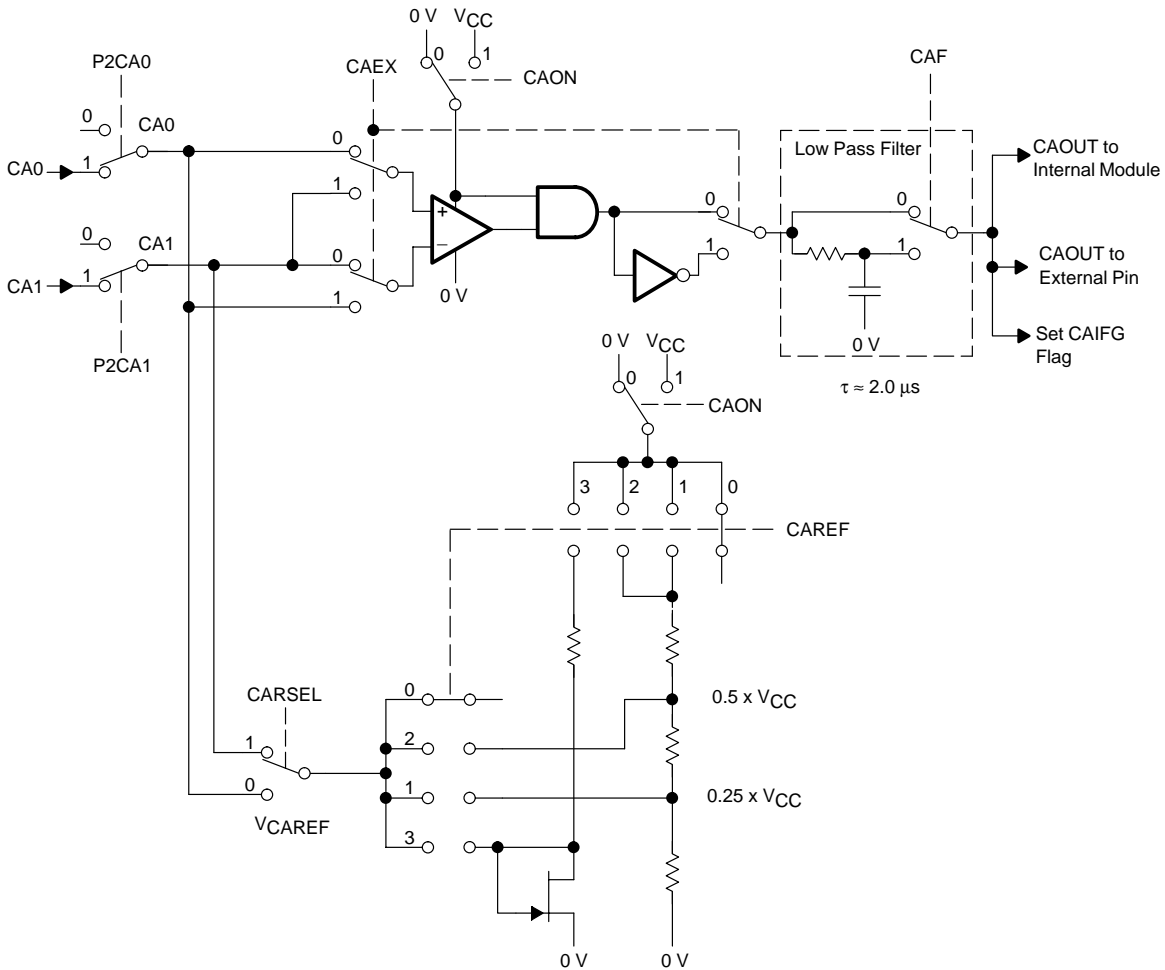 0 V
VCC
P2CA0
CAEX
0
1
CAON
CAF
0
CA0
CA0
1
0
1
Low Pass Filter
CAOUT to
Internal Module
+
0
0
0
CA1
CA1
1
0
−
1
1
CAOUT to
External Pin
1
0 V
0 V
Set CAIFG
Flag
P2CA1
0 V
VCC
0
1
CAON
τ ≈ 2.0 μs
3
2
1
0
CAREF
CARSEL
0
0.5 x VCC
1
2
0
1
0.25 x VCC
VCAREF
3
0 V
0 V